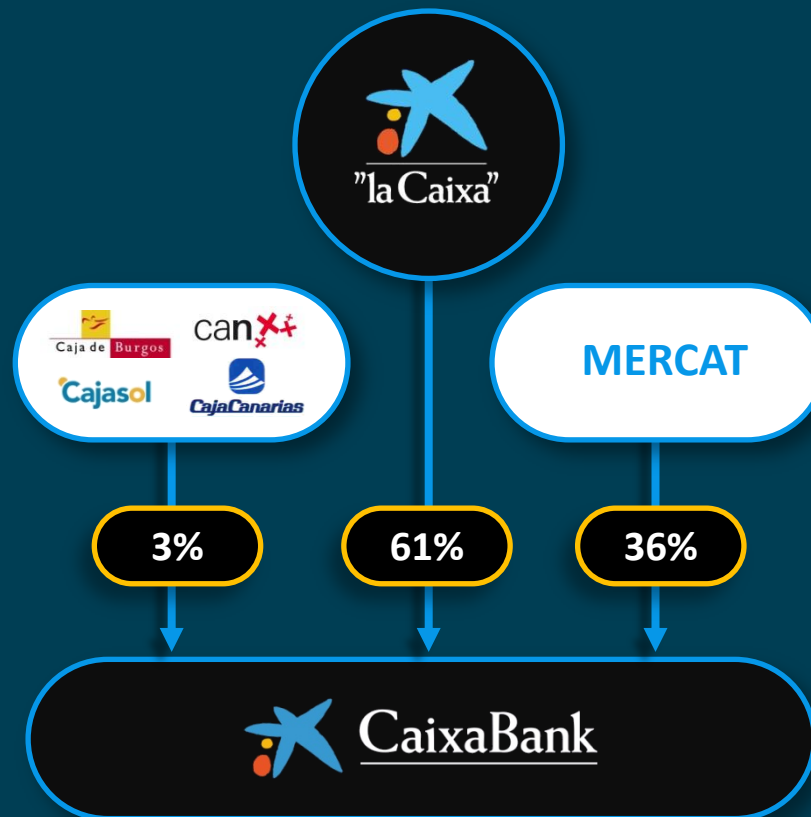 "la Caixa"
Caja de Burgos
can
Cajasol
CajaCanarias
MERCAT
3%
61%
36%
CaixaBank